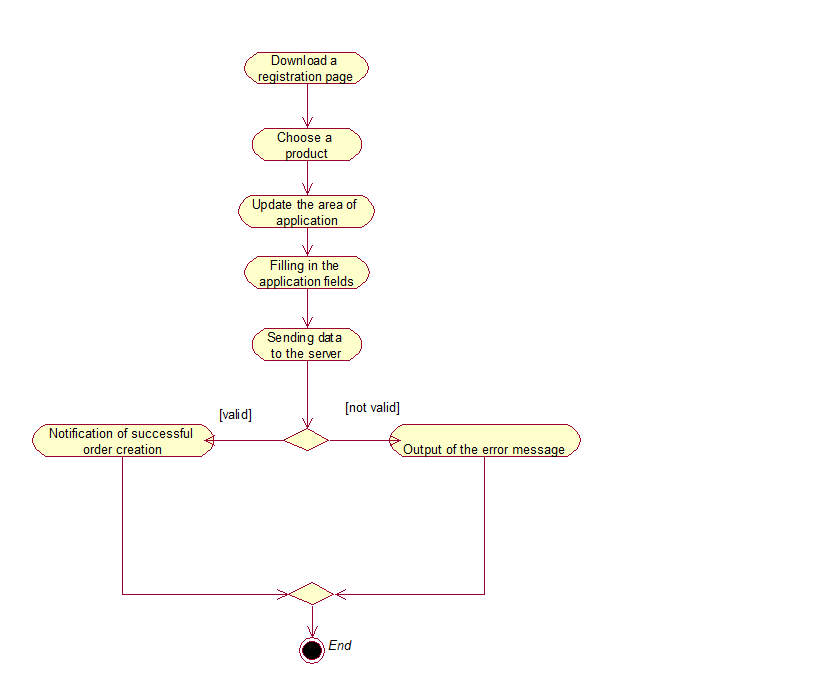 Download a
registration page
Choose a
product
Update the area of
application
Filling in the
application fields
Sending data
to the server
[valid]
[not valid]
Notification of successful
order creation
Output of the error message
End